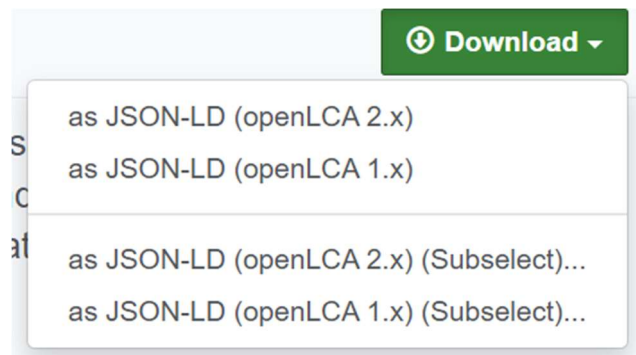 Download
as JSON-LD (openLCA 2.x)
as JSON-LD (openLCA 1.x)
as JSON-LD (openLCA 2.x) (Subselect)...
as JSON-LD (openLCA 1.x) (Subselect)...